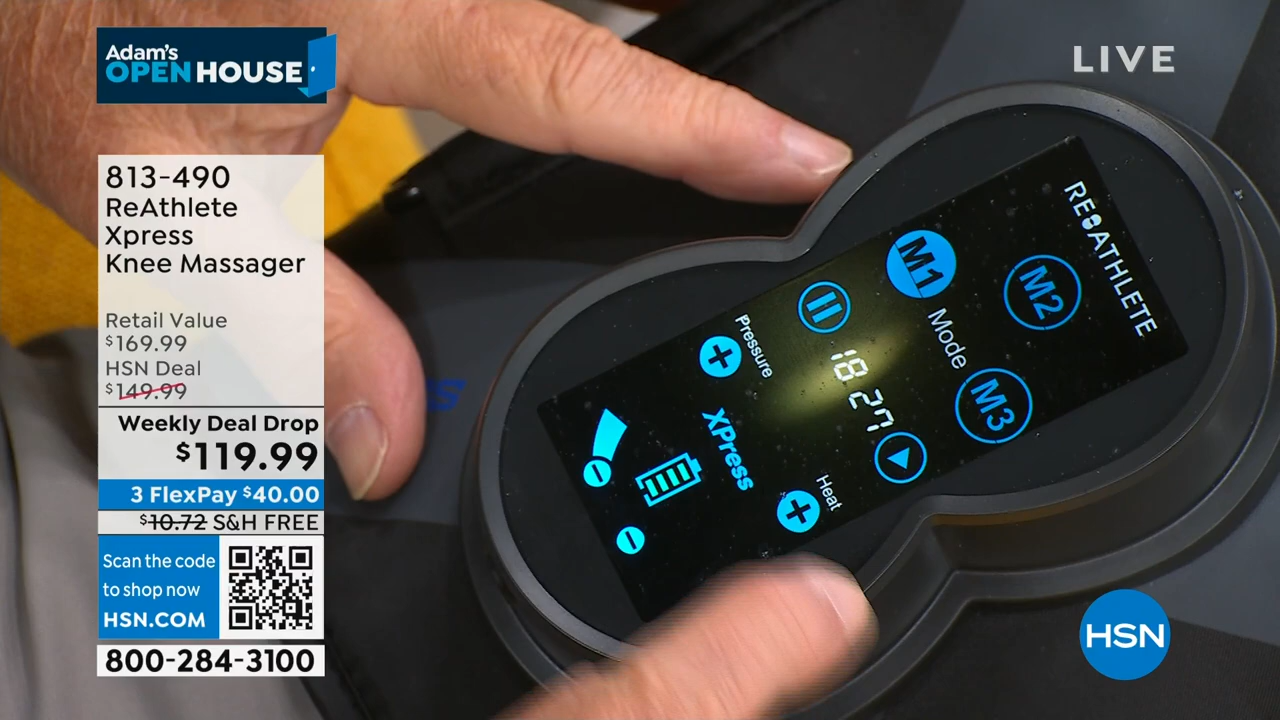 Adam's
OPEN HOUSE
LIVE
813-490
ReAthlete
Xpress
Knee Massager
Retail Value
$169.99
HSN Deal
$149.99
Weekly Deal Drop
$119.99
3 FlexPay $40.00
$10.72 S&H FREE
Scan the code
to shop now
HSN.COM
800-284-3100
REATHLETE
M1
M2
Mode
M3
Pressure
18 27
XPress
Heat
HSN